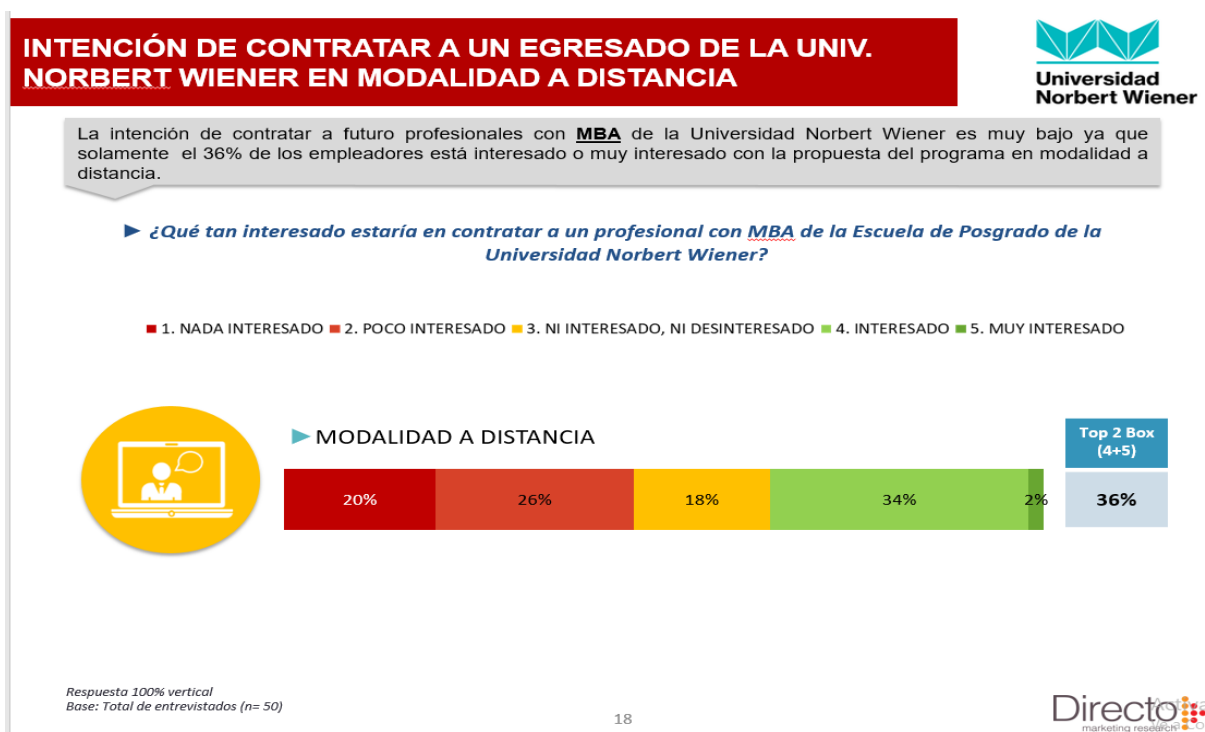 INTENCIÓN DE CONTRATAR A UN EGRESADO DE LA UNIV.
NORBERT WIENER EN MODALIDAD A DISTANCIA
Universidad
Norbert Wiener
La intención de contratar a futuro profesionales con MBA de la Universidad Norbert Wiener es muy bajo ya que
solamente el 36% de los empleadores está interesado o muy interesado con la propuesta del programa en modalidad a
distancia.
► ¿Qué tan interesado estaría en contratar a un profesional con MBA de la Escuela de Posgrado de la
Universidad Norbert Wiener?
1. NADA INTERESADO 2. POCO INTERESADO 3. NI INTERESADO, NI DESINTERESADO 4. INTERESADO 5. MUY INTERESADO
►MODALIDAD A DISTANCIA
Top 2 Box
(4+5)
20% 26% 18% 34% 2% 36%
Respuesta 100% vertical
Base: Total de entrevistados (n= 50)
18
Directo
marketing research